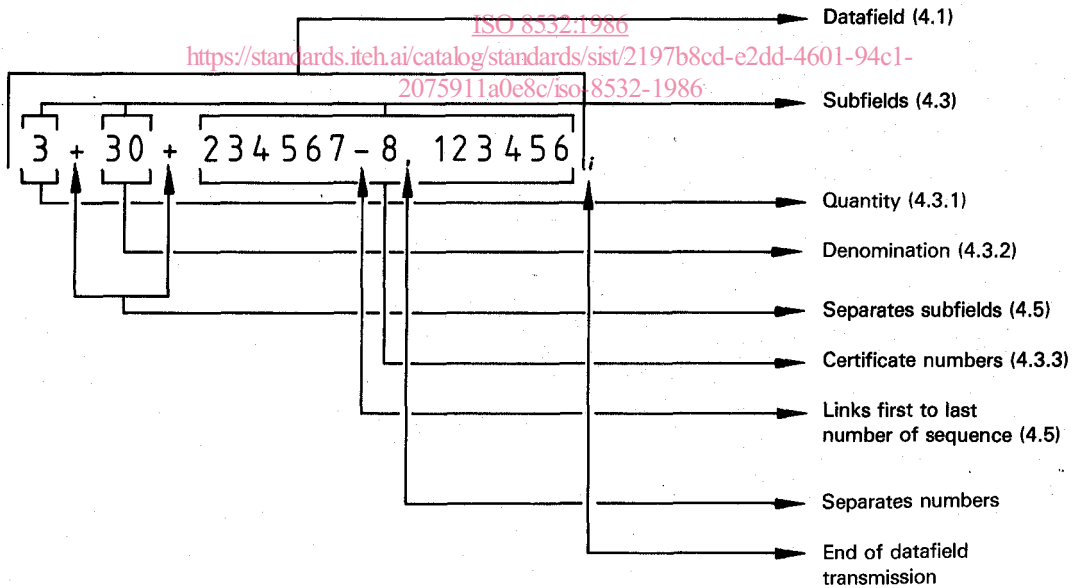 Datafield (4.1)
ISO 8532:1986
https://standards.iteh.ai/catalog/standards/sist/2197b8cd-e2dd-4601-94c1-
2075911a0e8c/iso-8532-1986
Subfields (4.3)
3 + 30 + 234567-8, 123456;
Quantity (4.3.1)
Denomination (4.3.2)
Separates subfields (4.5)
Certificate numbers (4.3.3)
Links first to last
number of sequence (4.5)
Separates numbers
End of datafield
transmission